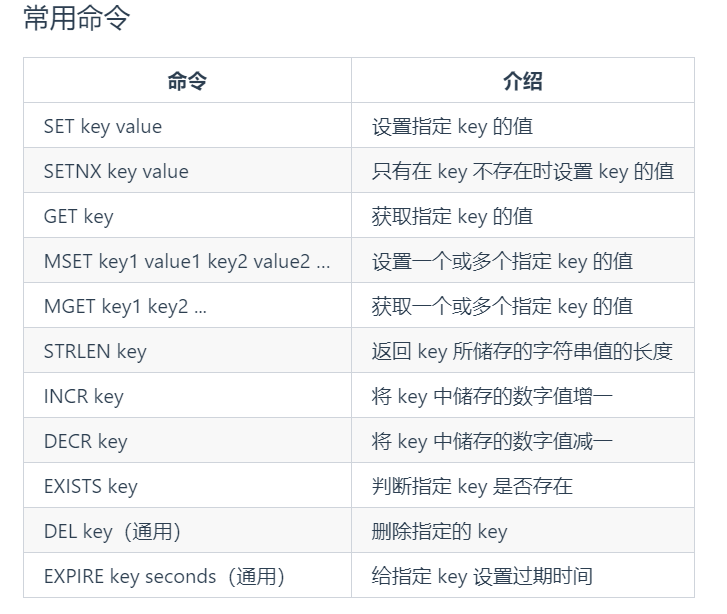 常用命令
命令 介绍
SET key value 设置指定 key 的值
SETNX key value 只有在 key 不存在时设置 key 的值
GET key 获取指定 key 的值
MSET key1 value1 key2 value2 … 设置一个或多个指定 key 的值
MGET key1 key2 ... 获取一个或多个指定 key 的值
STRLEN key 返回 key 所储存的字符串值的长度
INCR key 将 key 中储存的数字值增一
DECR key 将 key 中储存的数字值减一
EXISTS key 判断指定 key 是否存在
DEL key（通用） 删除指定的 key
EXPIRE key seconds（通用） 给指定 key 设置过期时间